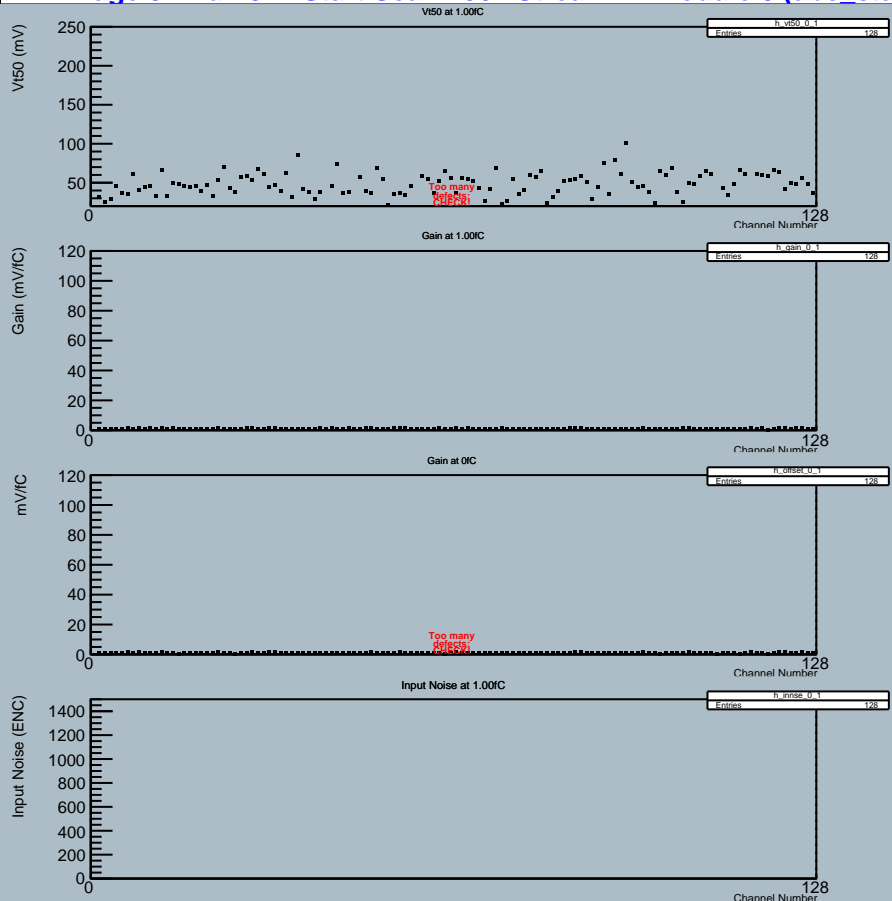 Vt50 at 1.00fC
h_vt50_0_1
Entries 128
Vt50 (mV)
250
200
150
100
50
Too many
defects:
CHECK!
0
128
Channel Number
Gain at 1.00fC
h_gain_0_1
Entries 128
Gain (mV/fC)
120
100
80
60
40
20
0
0
128
Channel Number
Gain at 0fC
h_offset_0_1
Entries 128
mV/fC
120
100
80
60
40
20
0
Too many
defects:
CHECK!
0
128
Channel Number
Input Noise at 1.00fC
h_innse_0_1
Entries 128
Input Noise (ENC)
1400
1200
1000
800
600
400
200
0
0
128
Channel Number